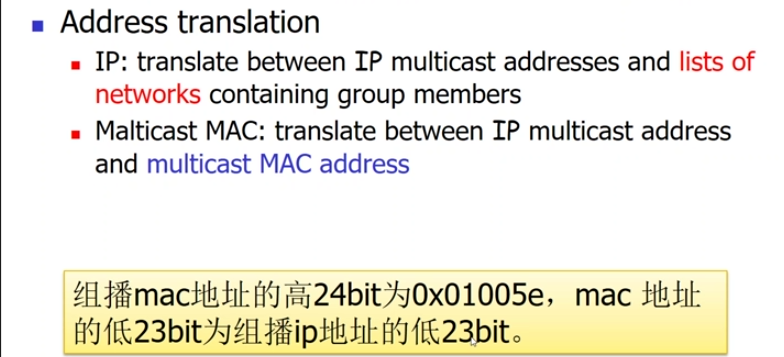 Address translation
IP: translate between IP multicast addresses and lists of
networks containing group members
Malticast MAC: translate between IP multicast address
and multicast MAC address
组播mac地址的高24bit为0x01005e，mac 地址
的低23bit为组播ip地址的低23bit。